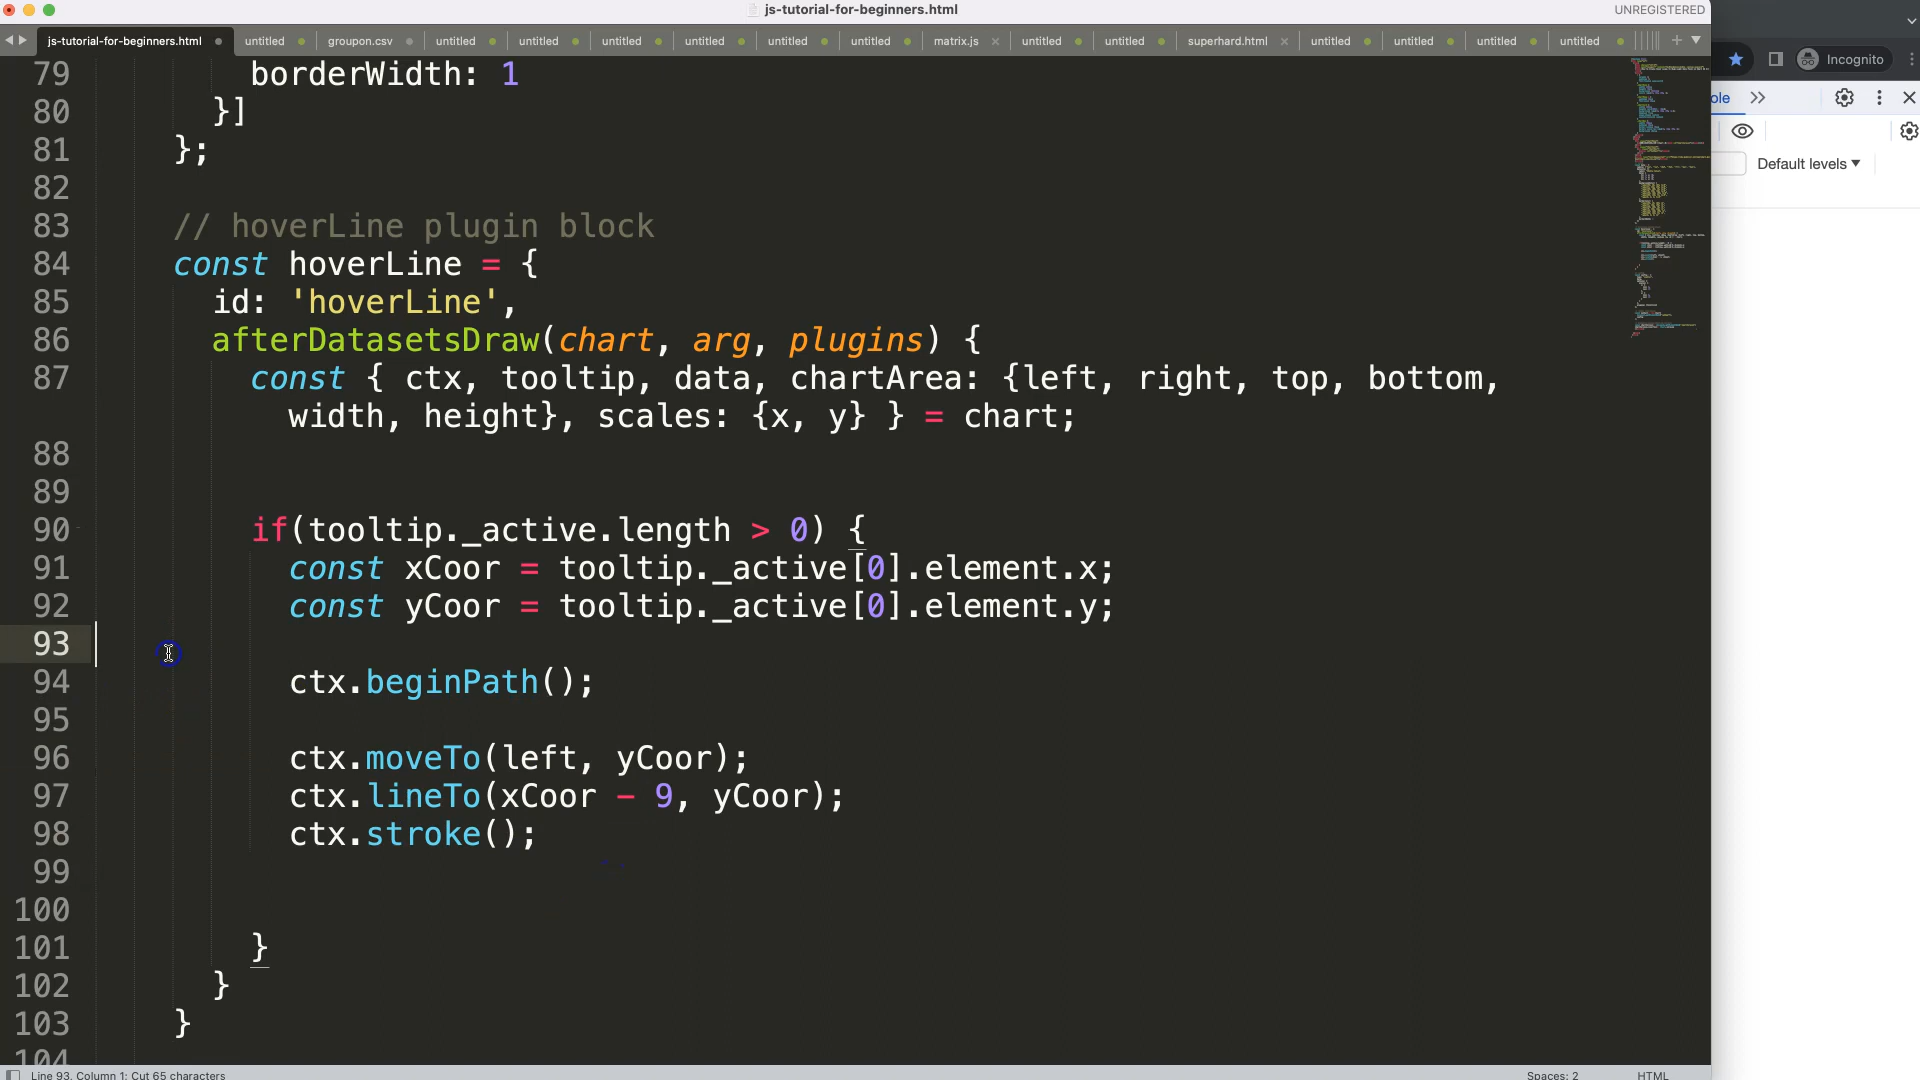 js-tutorial-for-beginners.html
UNREGISTERED
js-tutorial-for-beginners.html untitled groupon.csv untitled untitled untitled untitled untitled untitled matrix.js untitled untitled superhard.html untitled untitled untitled untitled
Incognito
Default levels
79 borderWidth: 1
80 }]
81 };
82
83 // hoverLine plugin block
84 const hoverLine = {
85 id: 'hoverLine',
86 afterDatasetsDraw(chart, arg, plugins) {
87 const { ctx, tooltip, data, chartArea: {left, right, top, bottom,
width, height}, scales: {x, y} } = chart;
88
89
90 if(tooltip._active.length > 0) {
91 const xCoor = tooltip._active[0].element.x;
92 const yCoor = tooltip._active[0].element.y;
93
94 ctx.beginPath();
95
96 ctx.moveTo(left, yCoor);
97 ctx.lineTo(xCoor - 9, yCoor);
98 ctx.stroke();
99
100
101 }
102 }
103 }
104
Line 93, Column 1; Cut 65 characters
Spaces: 2
HTML